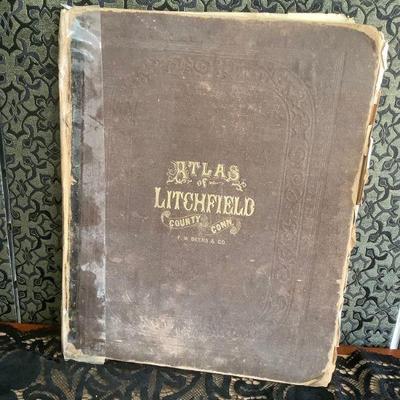 ATLAS
of
LITCHFIELD
COUNTY CONN.
F. W. BEERS & CO.